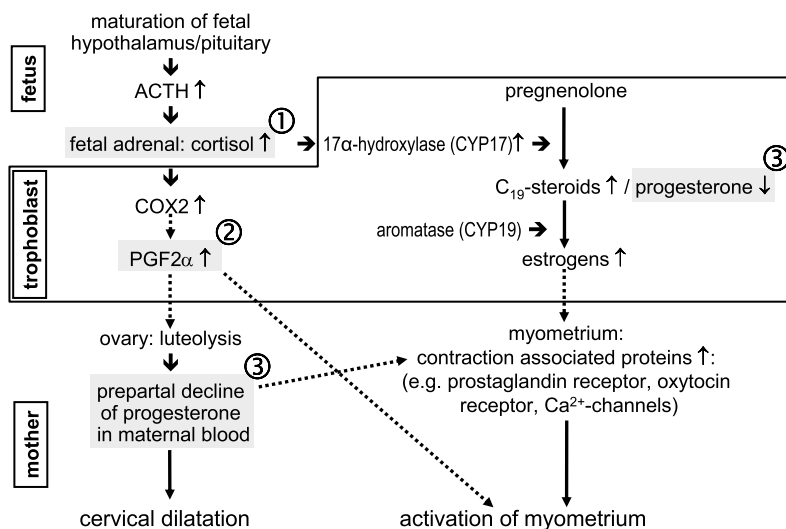 maturation of fetal
hypothalamus/pituitary
fetus
ACTH ↑
pregnenolone
①
fetal adrenal: cortisol ↑
17α-hydroxylase (CYP17)↑
③
C19-steroids ↑ / progesterone ↓
trophoblast
COX2 ↑
②
aromatase (CYP19)
PGF2α ↑
estrogens ↑
ovary: luteolysis
myometrium:
contraction associated proteins ↑:
(e.g. prostaglandin receptor, oxytocin
receptor, Ca2+-channels)
③
prepartal decline
of progesterone
in maternal blood
mother
cervical dilatation
activation of myometrium